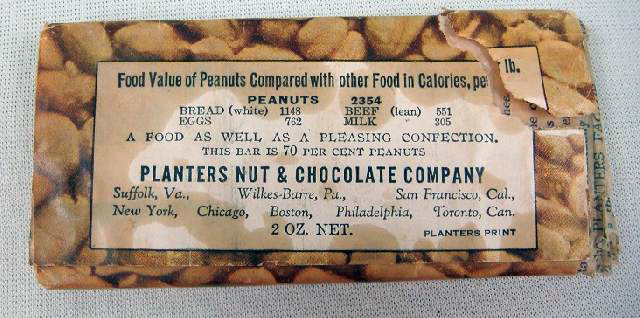 Food Value of Peanuts Compared with other Food in Calories, pe lb.
PEANUTS 2354
BREAD (white) 1148 BEEF (lean) 551
EGGS 762 MILK 305
A FOOD AS WELL AS A PLEASING CONFECTION.
THIS BAR IS 70 PER CENT PEANUTS
PLANTERS NUT & CHOCOLATE COMPANY
Suffolk, Va., Wilkes-Barre, Pa., San Francisco, Cal.,
New York, Chicago, Boston, Philadelphia, Toronto, Can.
2 OZ. NET.
PLANTERS PRINT
PLANTERS